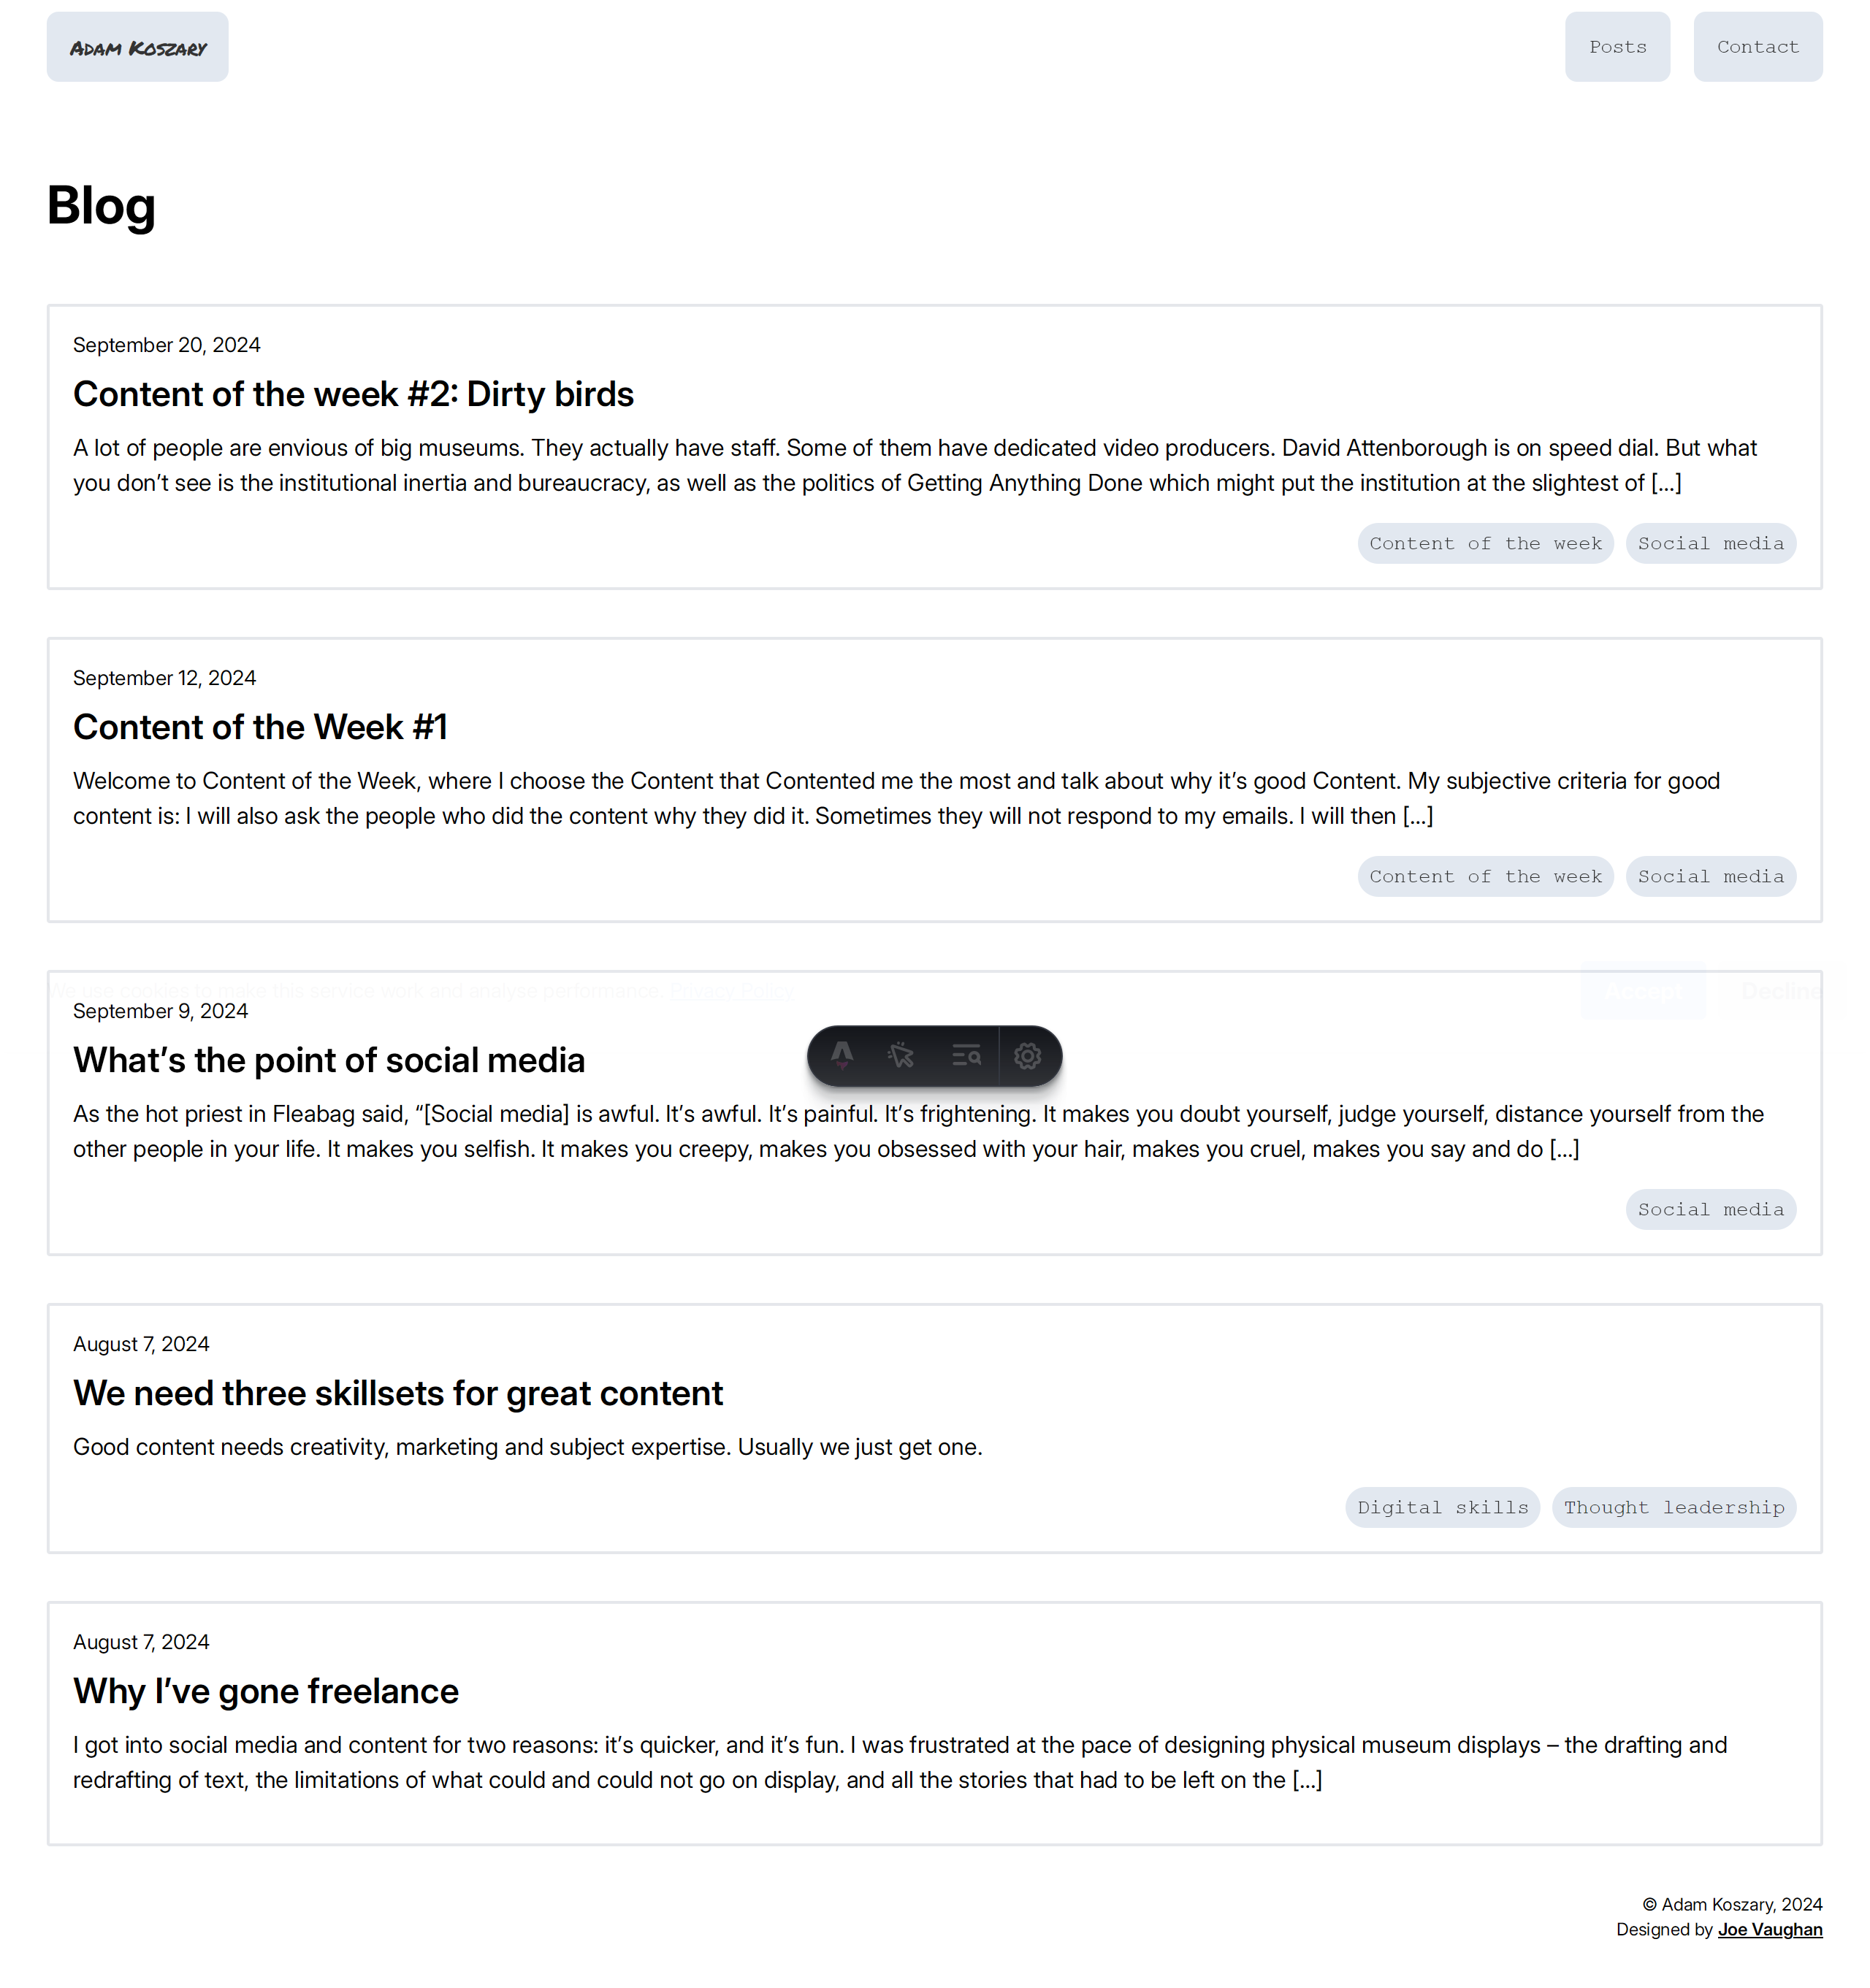 Adam Koszary
Posts
Contact
Blog
September 20, 2024
Content of the week #2: Dirty birds
A lot of people are envious of big museums. They actually have staff. Some of them have dedicated video producers. David Attenborough is on speed dial. But what
you don’t see is the institutional inertia and bureaucracy, as well as the politics of Getting Anything Done which might put the institution at the slightest of […]
Content of the week
Social media
September 12, 2024
Content of the Week #1
Welcome to Content of the Week, where I choose the Content that Contented me the most and talk about why it’s good Content. My subjective criteria for good
content is: I will also ask the people who did the content why they did it. Sometimes they will not respond to my emails. I will then […]
Content of the week
Social media
We use cookies to make this service work and analyse performance. Privacy Policy
Accept
Decline
September 9, 2024
What’s the point of social media
As the hot priest in Fleabag said, “[Social media] is awful. It’s awful. It’s painful. It’s frightening. It makes you doubt yourself, judge yourself, distance yourself from the
other people in your life. It makes you selfish. It makes you creepy, makes you obsessed with your hair, makes you cruel, makes you say and do […]
Social media
August 7, 2024
We need three skillsets for great content
Good content needs creativity, marketing and subject expertise. Usually we just get one.
Digital skills
Thought leadership
August 7, 2024
Why I’ve gone freelance
I got into social media and content for two reasons: it’s quicker, and it’s fun. I was frustrated at the pace of designing physical museum displays – the drafting and
redrafting of text, the limitations of what could and could not go on display, and all the stories that had to be left on the […]
© Adam Koszary, 2024
Designed by Joe Vaughan